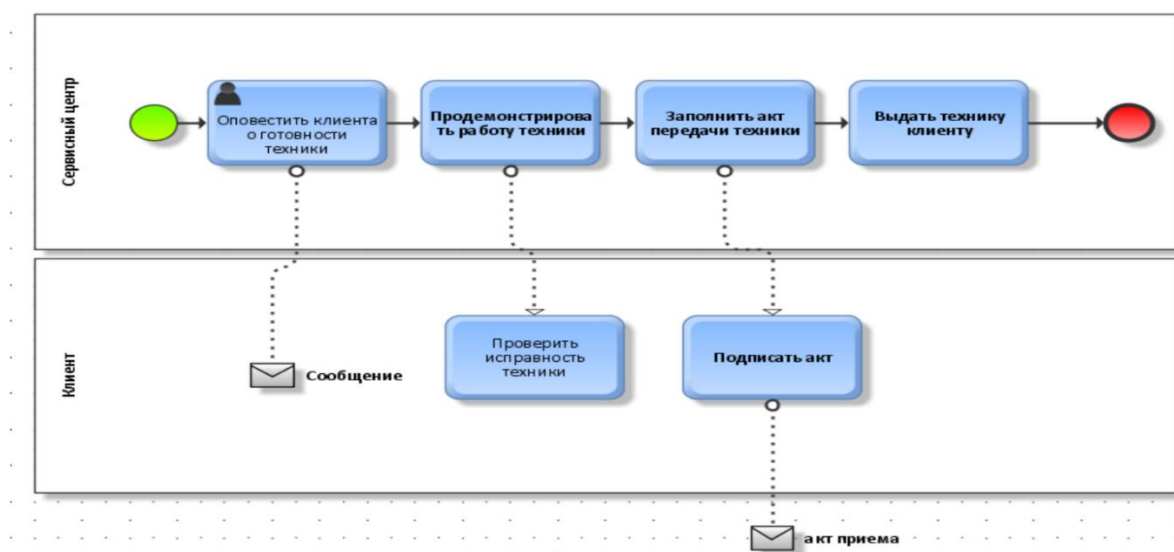 Сервисный центр
Оповестить клиента
о готовности
техники
Продемонстрирова
ть работу техники
Заполнить акт
передачи техники
Выдать технику
клиенту
Клиент
Сообщение
Проверить
исправность
техники
Подписать акт
акт приема